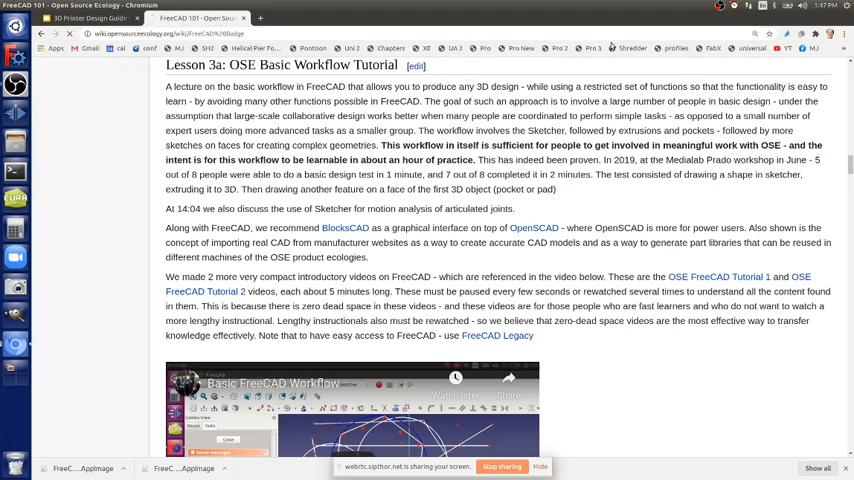 FreeCAD 101 - Open Source Ecology - Chromium
1:47 PM
3D Printer Design Guide
FreeCAD 101 - Open Sou
wiki.opensourceecology.org/wiki/FreeCAD%20Badge
Apps M Gmail cal conf MJ SH2 Helical Pier Fo... Pontoon Uni 2 Chapters XE UA 2 Pro Pro New Pro 2 Pro 3 Shredder profiles FabX universal YT MJ
Lesson 3a: OSE Basic Workflow Tutorial [edit]
A lecture on the basic workflow in FreeCAD that allows you to produce any 3D design - while using a restricted set of functions so that the functionality is easy to
learn - by avoiding many other functions possible in FreeCAD. The goal of such an approach is to involve a large number of people in basic design - under the
assumption that large-scale collaborative design works better when many people are coordinated to perform simple tasks - as opposed to a small number of
expert users doing more advanced tasks as a smaller group. The workflow involves the Sketcher, followed by extrusions and pockets - followed by more
sketches on faces for creating complex geometries. This workflow in itself is sufficient for people to get involved in meaningful work with OSE - and the
intent is for this workflow to be learnable in about an hour of practice. This has indeed been proven. In 2019, at the Medialab Prado workshop in June - 5
out of 8 people were able to do a basic design test in 1 minute, and 7 out of 8 completed it in 2 minutes. The test consisted of drawing a shape in sketcher,
extruding it to 3D. Then drawing another feature on a face of the first 3D object (pocket or pad)
At 14:04 we also discuss the use of Sketcher for motion analysis of articulated joints.
Along with FreeCAD, we recommend BlocksCAD as a graphical interface on top of OpenSCAD - where OpenSCAD is more for power users. Also shown is the
concept of importing real CAD from manufacturer websites as a way to create accurate CAD models and as a way to generate part libraries that can be reused in
different machines of the OSE product ecologies.
We made 2 more very compact introductory videos on FreeCAD - which are referenced in the video below. These are the OSE FreeCAD Tutorial 1 and OSE
FreeCAD Tutorial 2 videos, each about 5 minutes long. These must be paused every few seconds or rewatched several times to understand all the content found
in them. This is because there is zero dead space in these videos - and these videos are for those people who are fast learners and who do not want to watch a
more lengthy instructional. Lengthy instructionals also must be rewatched - so we believe that zero-dead space videos are the most effective way to transfer
knowledge effectively. Note that to have easy access to FreeCAD - use FreeCAD Legacy
Basic FreeCAD Workflow
Watch later
Share
Combo View
Model Tasks
Close
Solver messages
webrtc.sipthor.net is sharing your screen. Stop sharing Hide
FreeC....AppImage
FreeC....AppImage
Show all